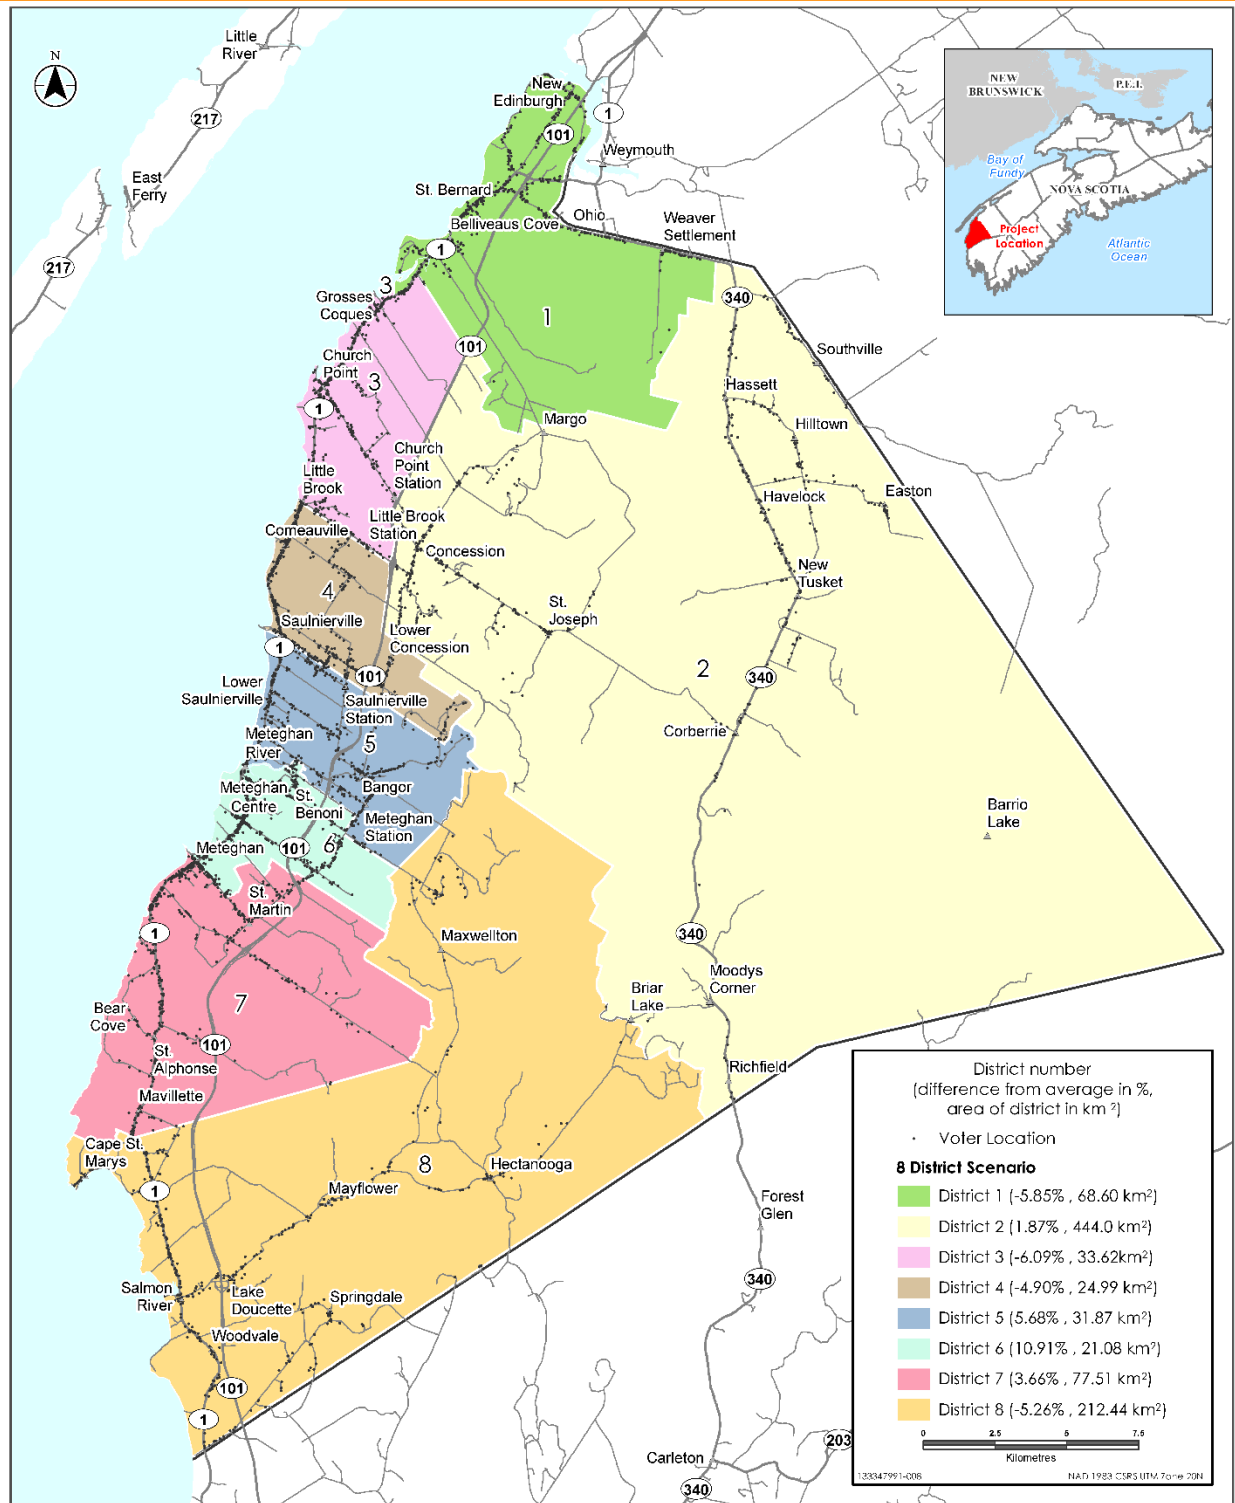 Little
River
N
217
East
Ferry
217
New
Edinburgh
101
1
Weymouth
St. Bernard
Belliveaus Cove
Ohio
Weaver
Settlement
NEW
BRUNSWICK
P.E.I.
Bay of
Fundy
NOVA SCOTIA
Project
Location
Atlantic
Ocean
1
3
Grosses
Coques
340
1
101
Southville
Church
Point
3
1
Hassett
Margo
Hilltown
Church
Point
Station
Little
Brook
Havelock
Easton
Little Brook
Station
Comeauville
Concession
New
Tusket
4
St.
Joseph
Saulnierville
1
Lower
Concession
2
340
101
Lower
Saulnierville
Saulnierville
Station
Meteghan
River
5
Corberrie
Meteghan
Centre
St.
Benoni
Bangor
Meteghan
Station
Barrio
Lake
Meteghan
101
6
St.
Martin
1
Maxwellton
340
Moodys
Corner
Briar
Lake
Bear
Cove
7
101
St.
Alphonse
Richfield
Mavillette
Cape St.
Marys
8
Hectanooga
1
Mayflower
Forest
Glen
340
Salmon
River
Lake
Doucette
Springdale
Woodvale
101
1
Carleton
340
203
District number
(difference from average in %,
area of district in km²)
Voter Location
8 District Scenario
District 1 (-5.85% , 68.60 km²)
District 2 (1.87% , 444.0 km²)
District 3 (-6.09% , 33.62km²)
District 4 (-4.90% , 24.99 km²)
District 5 (5.68% , 31.87 km²)
District 6 (10.91% , 21.08 km²)
District 7 (3.66% , 77.51 km²)
District 8 (-5.26% , 212.44 km²)
0 2.5 5 7.5
Kilometres
133347991-008 NAD 1983 CSRS UTM Zone 20N